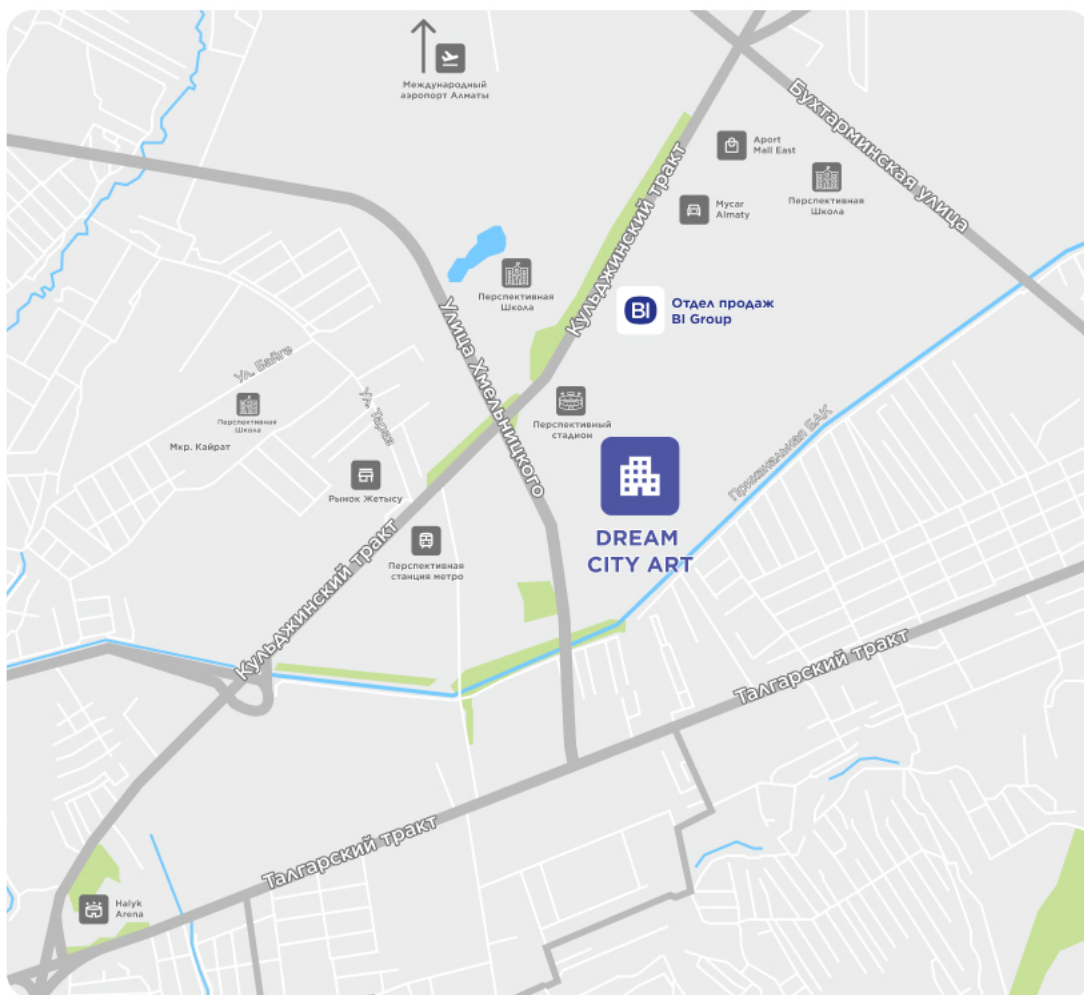 Международный
аэропорт Алматы
Бухтарминская улица
Aport
Mall East
Перспективная
Школа
Mycar
Almaty
Кульджинский тракт
Перспективная
Школа
BI
Отдел продаж
BI Group
Улица Хмельницкого
Ул. Байге
Ул. Тараз
Перспективная
Школа
Мкр. Кайрат
Перспективный
стадион
Приканальная БАК
Рынок Жетысу
DREAM
CITY ART
Перспективная
станция метро
Кульджинский тракт
Талгарский тракт
Талгарский тракт
Halyk
Arena